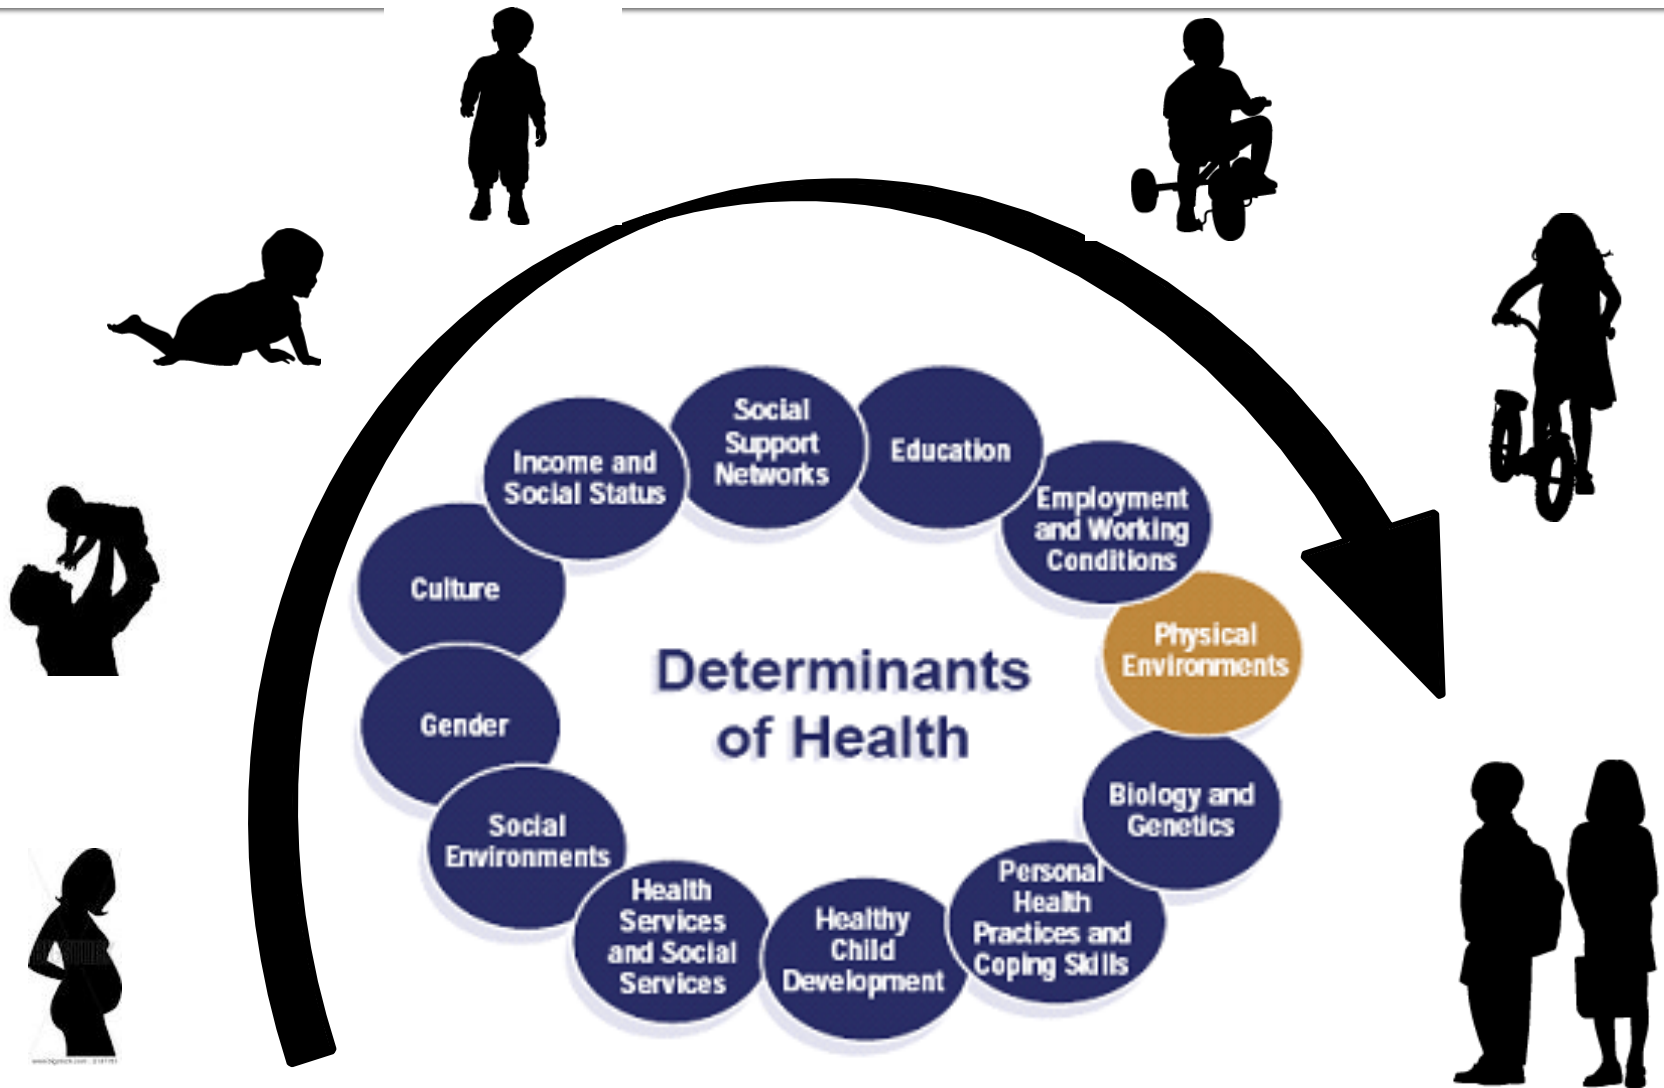 Social
Support
Networks
Education
Income and
Social Status
Employment
and Working
Conditions
Culture
Physical
Environments
Determinants
of Health
Gender
Biology and
Genetics
Social
Environments
Personal
Health
Practices and
Coping Skills
Health
Services
and Social
Services
Healthy
Child
Development